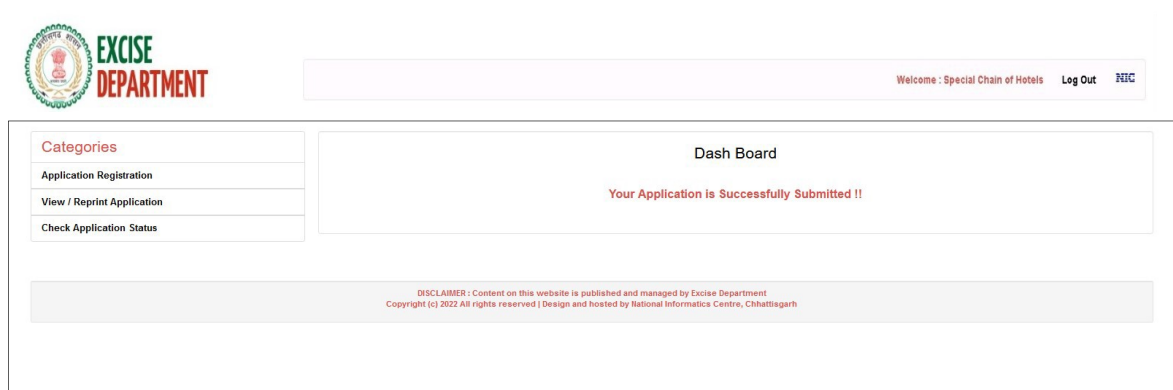 EXCISE
DEPARTMENT
Welcome : Special Chain of Hotels Log Out NIC
Categories
Application Registration
View / Reprint Application
Check Application Status
Dash Board
Your Application is Successfully Submitted !!
DISCLAIMER : Content on this website is published and managed by Excise Department
Copyright (c) 2022 All rights reserved | Design and hosted by National Informatics Centre, Chhattisgarh